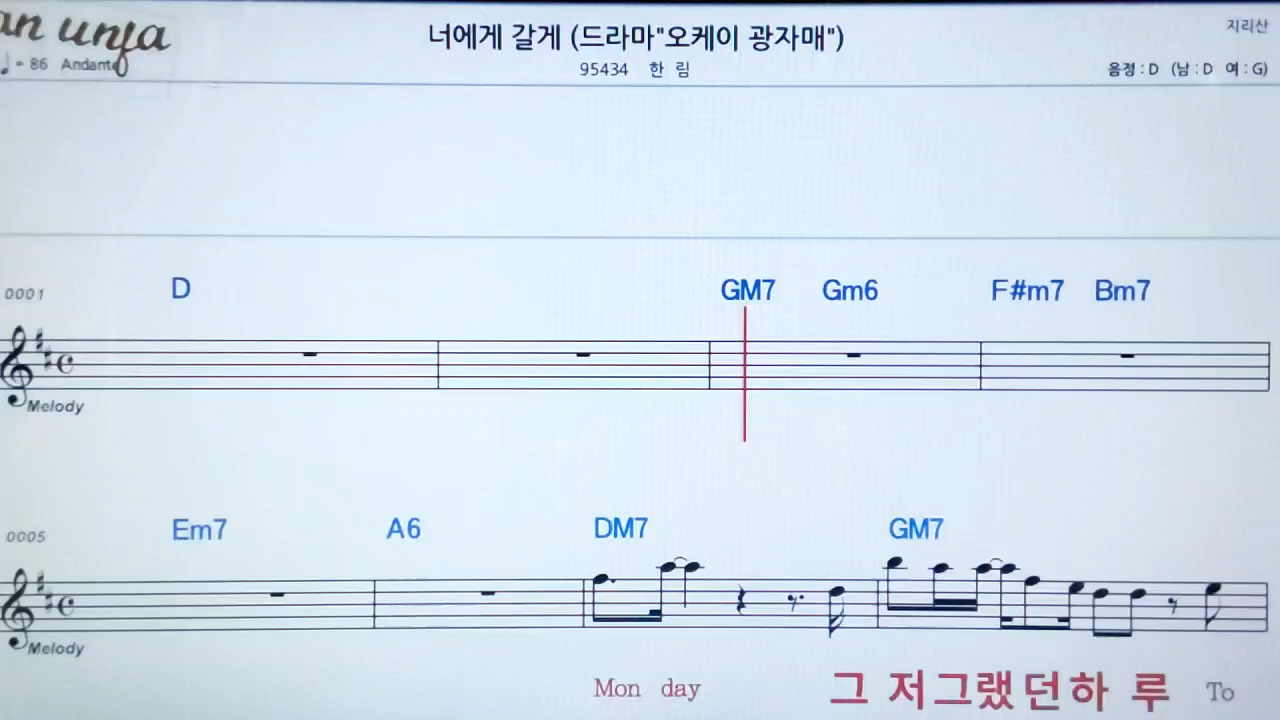 너에게 갈게 (드라마"오케이 광자매")
지리산
♩= 86 Andante
95434 한 림
음정 : D (남 : D 여 : G)
0001 D GM7 Gm6 F#m7 Bm7
Melody
0005 Em7 A6 DM7 GM7
Melody
Mon day 그 저그랬던하 루 To